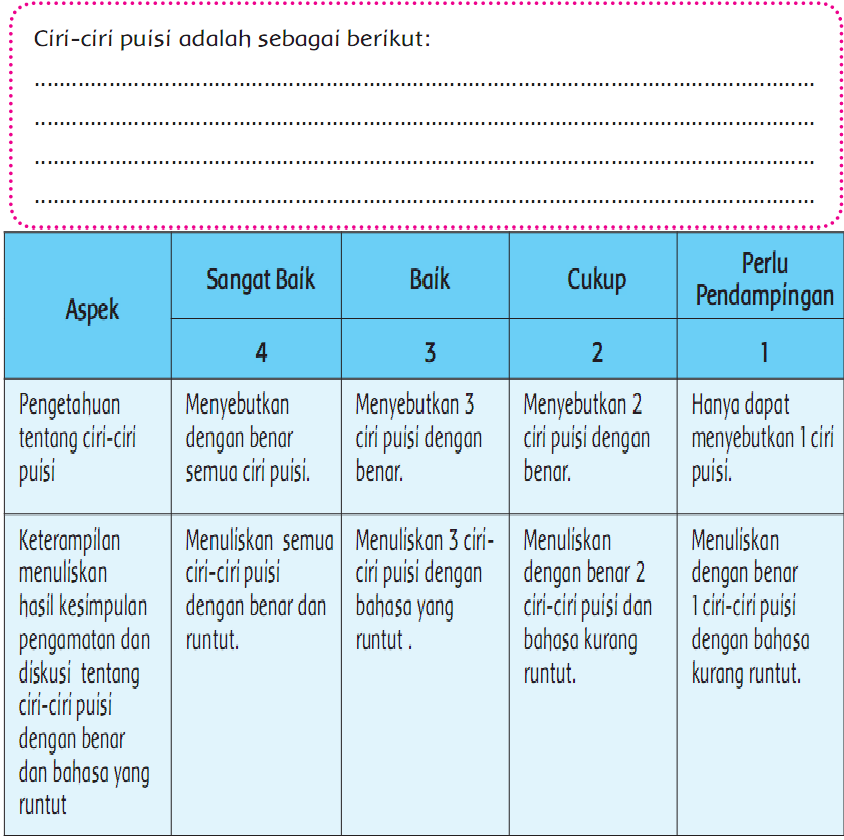 Ciri-ciri puisi adalah sebagai berikut:
....................................................................................................................................
....................................................................................................................................
....................................................................................................................................
....................................................................................................................................
Aspek
Sangat Baik
Baik
Cukup
Perlu
Pendampingan
4
3
2
1
Pengetahuan
tentang ciri-ciri
puisi
Menyebutkan
dengan benar
semua ciri puisi.
Menyebutkan 3
ciri puisi dengan
benar.
Menyebutkan 2
ciri puisi dengan
benar.
Hanya dapat
menyebutkan 1 ciri
puisi.
Keterampilan
menuliskan
hasil kesimpulan
pengamatan dan
diskusi tentang
ciri-ciri puisi
dengan benar
dan bahasa yang
runtut
Menuliskan semua
ciri-ciri puisi
dengan benar dan
runtut.
Menuliskan 3 ciri-
ciri puisi dengan
bahasa yang
runtut .
Menuliskan
dengan benar 2
ciri-ciri puisi dan
bahasa kurang
runtut.
Menuliskan
dengan benar
1 ciri-ciri puisi
dengan bahasa
kurang runtut.